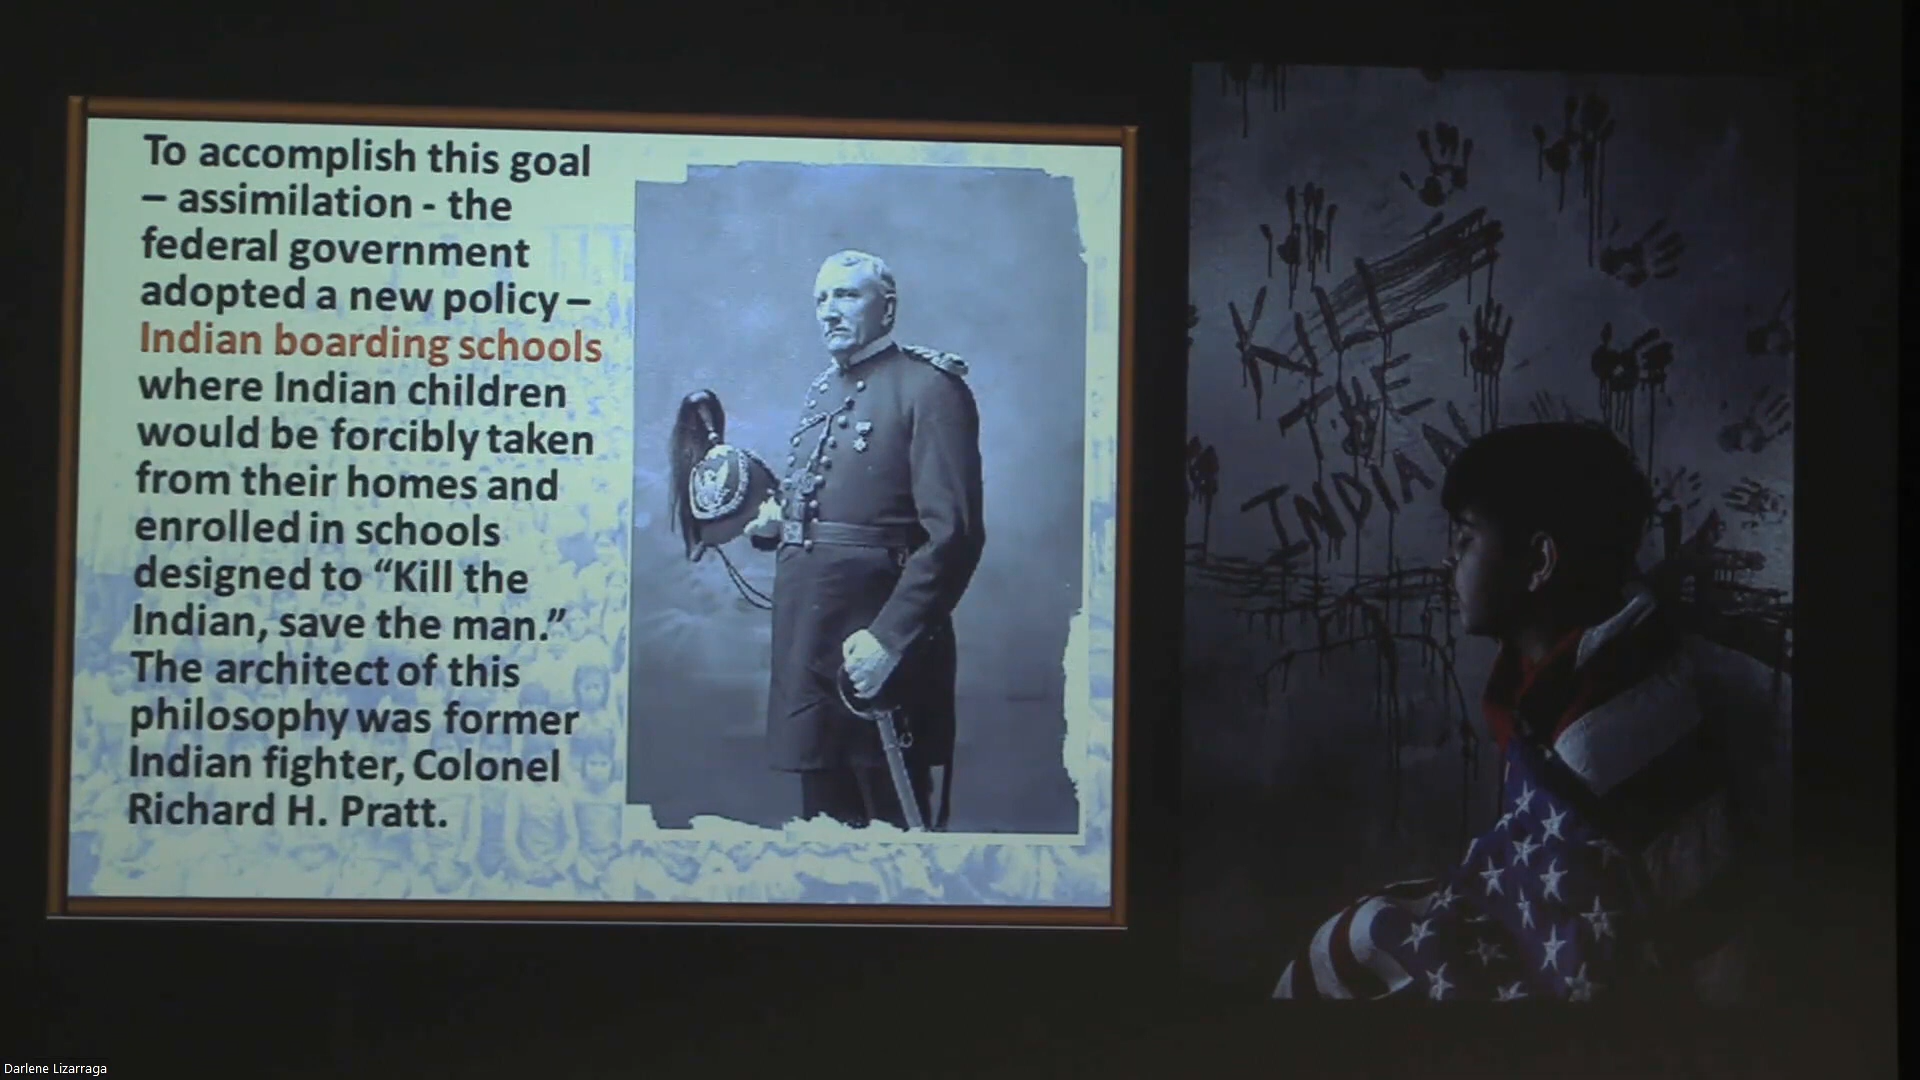 To accomplish this goal
– assimilation - the
federal government
adopted a new policy –
Indian boarding schools
where Indian children
would be forcibly taken
from their homes and
enrolled in schools
designed to “Kill the
Indian, save the man.”
The architect of this
philosophy was former
Indian fighter, Colonel
Richard H. Pratt.
KILL
THE
INDIAN
Darlene Lizarraga